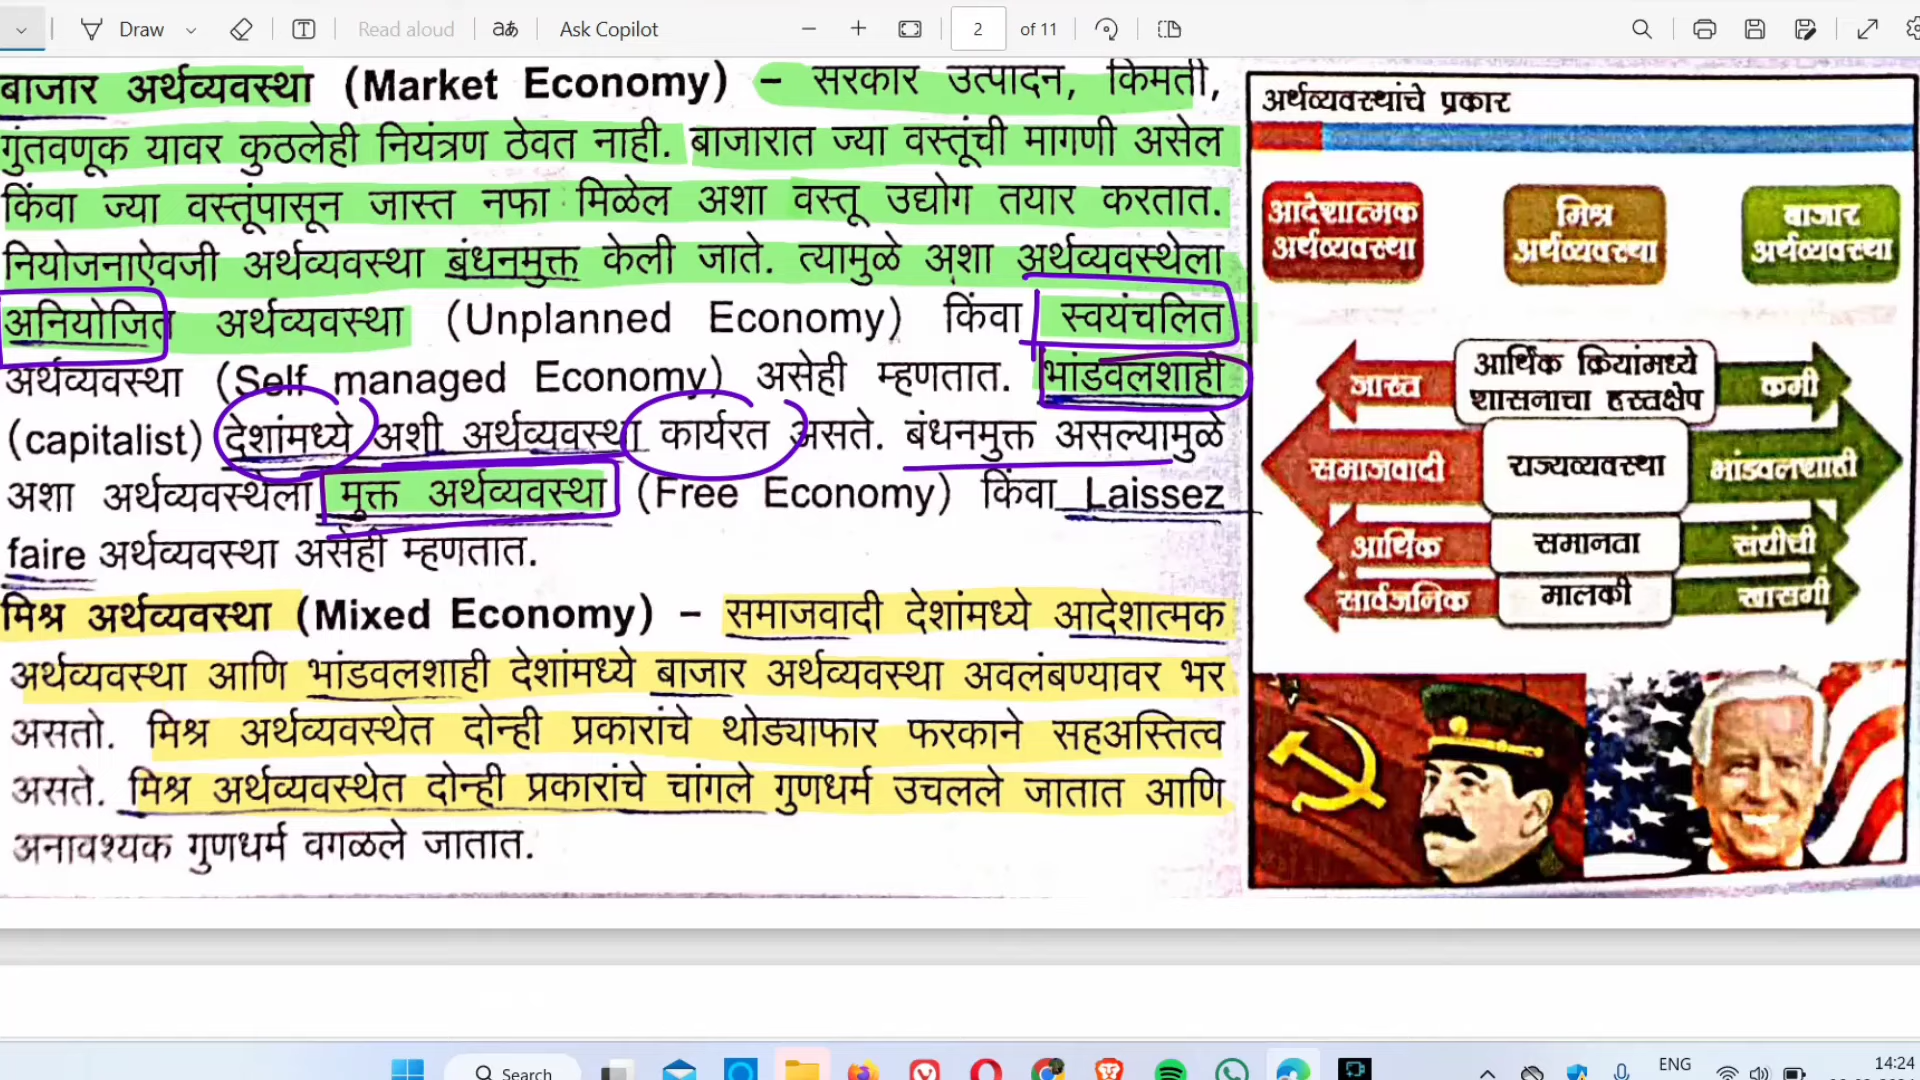 Draw
Read aloud
aあ
Ask Copilot
2
of 11
बाजार अर्थव्यवस्था (Market Economy) – सरकार उत्पादन, किमती,
गुंतवणूक यावर कुठलेही नियंत्रण ठेवत नाही. बाजारात ज्या वस्तूंची मागणी असेल
किंवा ज्या वस्तूंपासून जास्त नफा मिळेल अशा वस्तू उद्योग तयार करतात.
नियोजनाऐवजी अर्थव्यवस्था बंधनमुक्त केली जाते. त्यामुळे अशा अर्थव्यवस्थेला
अनियोजित अर्थव्यवस्था (Unplanned Economy) किंवा स्वयंचलित
अर्थव्यवस्था (Self managed Economy) असेही म्हणतात. भांडवलशाही
(capitalist) देशांमध्ये अशी अर्थव्यवस्था कार्यरत असते. बंधनमुक्त असल्यामुळे
अशा अर्थव्यवस्थेला मुक्त अर्थव्यवस्था (Free Economy) किंवा Laissez
faire अर्थव्यवस्था असेही म्हणतात.
मिश्र अर्थव्यवस्था (Mixed Economy) – समाजवादी देशांमध्ये आदेशात्मक
अर्थव्यवस्था आणि भांडवलशाही देशांमध्ये बाजार अर्थव्यवस्था अवलंबण्यावर भर
असतो. मिश्र अर्थव्यवस्थेत दोन्ही प्रकारांचे थोड्याफार फरकाने सहअस्तित्व
असते. मिश्र अर्थव्यवस्थेत दोन्ही प्रकारांचे चांगले गुणधर्म उचलले जातात आणि
अनावश्यक गुणधर्म वगळले जातात.
अर्थव्यवस्थांचे प्रकार
आदेशात्मक
अर्थव्यवस्था
मिश्र
अर्थव्यवस्था
बाजार
अर्थव्यवस्था
जास्त
आर्थिक क्रियांमध्ये
शासनाचा हस्तक्षेप
कमी
समाजवादी
राज्यव्यवस्था
भांडवलशाही
आर्थिक
समानता
संधीची
सार्वजनिक
मालकी
खासगी
Search
ENG
14:24